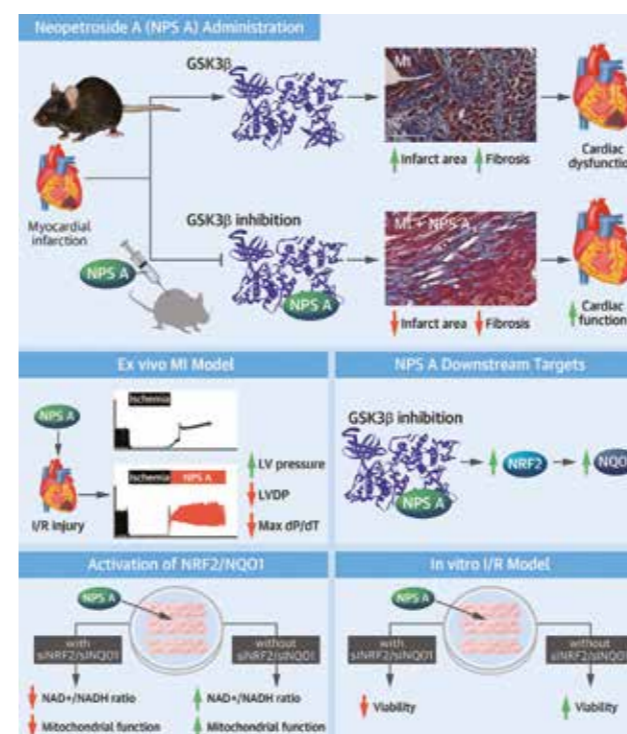 Neopetroside A (NPS A) Administration
GSK3β
MI
Infarct area
Fibrosis
Cardiac
dysfunctio
Myocardial
infarction
GSK3β inhibition
NPS A
NPS A
MI + NPS A
Infarct area
Fibrosis
Cardiac
function
Ex vivo MI Model
NPS A
I/R Injury
Ischemia
Ischemia
NPS A
LV pressure
LVDP
Max dP/dT
NPS A Downstream Targets
GSK3β inhibition
NPS A
NRF2
NQO
Activation of NRF2/NQO1
NPS A
with
siNRF2/siNQO1
without
siNRF2/siNQO1
NAD+/NADH ratio
Mitochondrial function
NAD+/NADH ratio
Mitochondrial function
In vitro I/R Model
NPS A
with
siNRF2/siNQO1
without
siNRF2/siNQO1
Viability
Viability